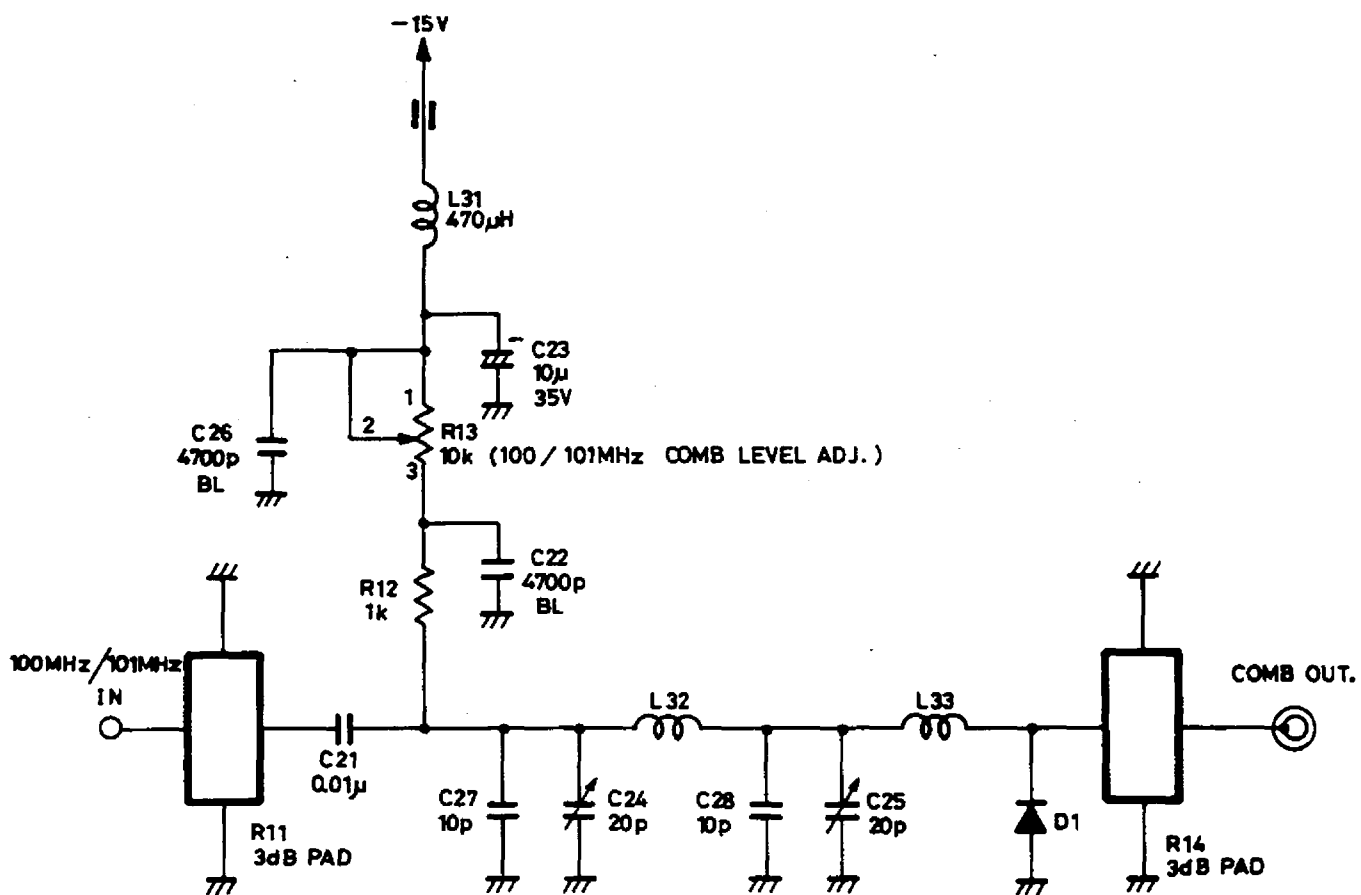 -15V
L31
470μH
C23
10μ
35V
C26
4700p
BL
1
2
3
R13
10k (100/101MHz COMB LEVEL ADJ.)
R12
1k
C22
4700p
BL
100MHz/101MHz
IN
C21
0.01μ
R11
3dB PAD
C27
10p
C24
20p
L32
C28
10p
C25
20p
L33
D1
R14
3dB PAD
COMB OUT.